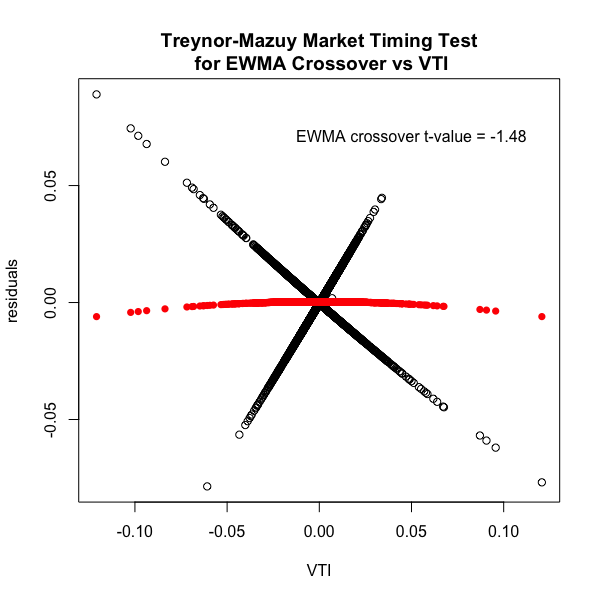 Treynor-Mazuy Market Timing Test
for EWMA Crossover vs VTI
EWMA crossover t-value = -1.48
residuals
0.05
0.00
-0.05
-0.10
-0.05
0.00
0.05
0.10
VTI